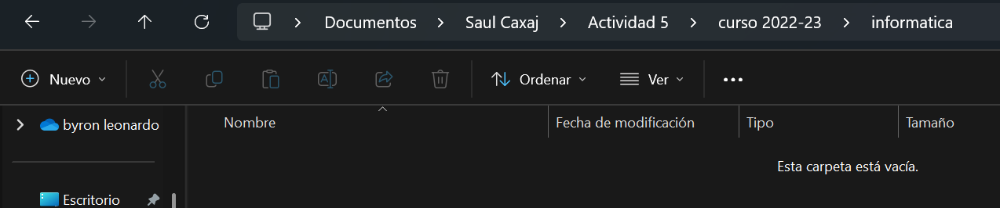 Documentos > Saul Caxaj > Actividad 5 > curso 2022-23 > informatica
Nuevo Ordenar Ver
byron leonardo
Nombre Fecha de modificación Tipo Tamaño
Esta carpeta está vacía.
Escritorio